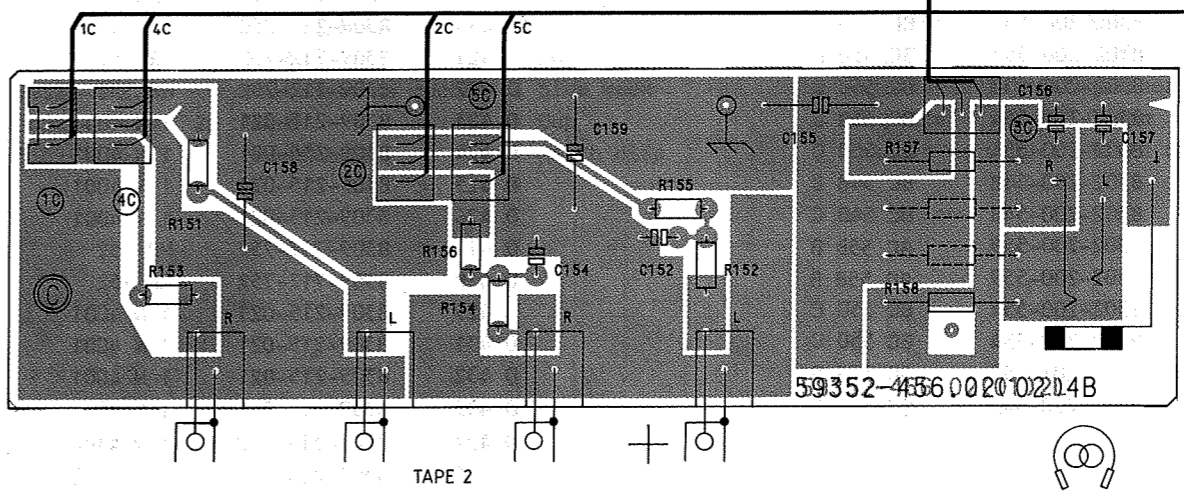 1C 4C 2C 5C
5C C156
C159 3C
C155 C157
R157
C158 2C R L
1C 4C R155
R151
R156
R153 C154 C152 R152
C R154 R158
R L R L
59352-456.00
TAPE 2